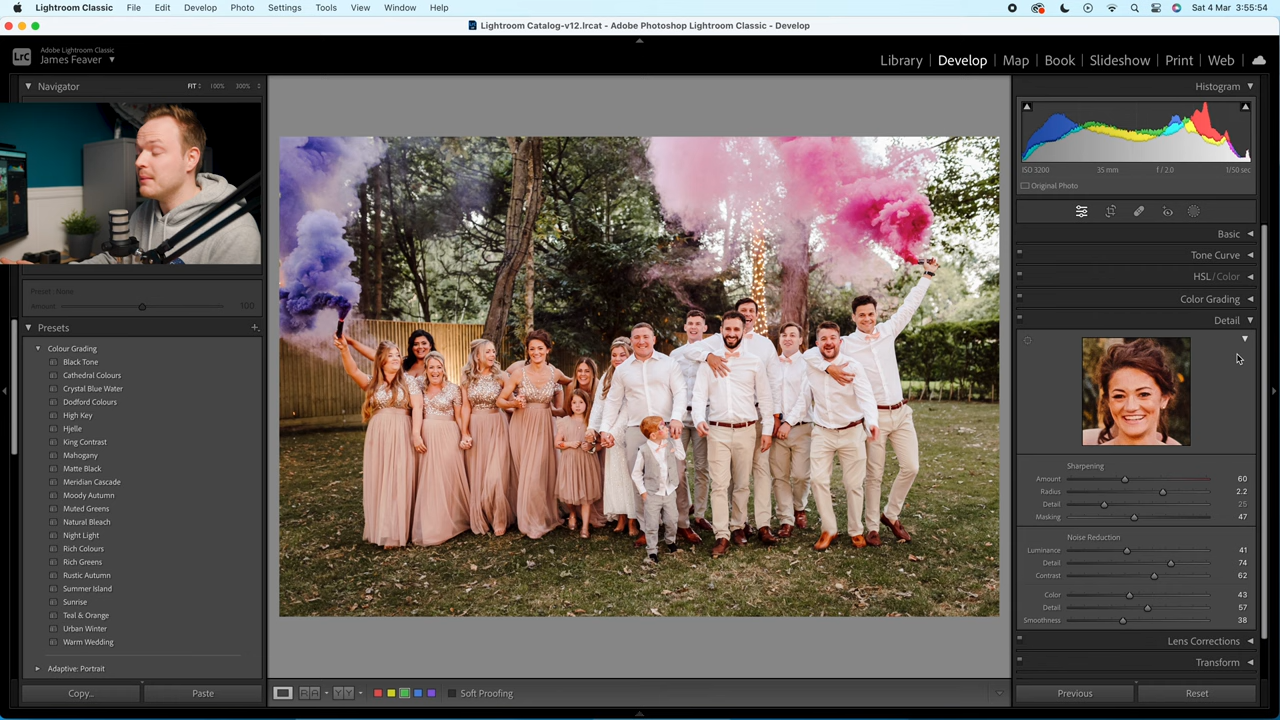 Lightroom Classic File Edit Develop Photo Settings Tools View Window Help Sat 4 Mar 3:55:54
Lightroom Catalog-v12.lrcat - Adobe Photoshop Lightroom Classic - Develop
LrC Adobe Lightroom Classic
James Feaver
Library | Develop | Map | Book | Slideshow | Print | Web
Navigator FIT 100% 300%
Histogram
ISO 3200 35 mm f / 2.0 1/50 sec
Original Photo
Basic
Tone Curve
HSL / Color
Color Grading
Detail
Preset: None
Amount 100
Presets
Colour Grading
Black Tone
Cathedral Colours
Crystal Blue Water
Dodford Colours
High Key
Hjelle
King Contrast
Mahogany
Matte Black
Meridian Cascade
Moody Autumn
Muted Greens
Natural Bleach
Night Light
Rich Colours
Rich Greens
Rustic Autumn
Summer Island
Sunrise
Teal & Orange
Urban Winter
Warm Wedding
Adaptive: Portrait
Copy... Paste
Sharpening
Amount 60
Radius 2.2
Detail 25
Masking 47
Noise Reduction
Luminance 41
Detail 74
Contrast 62
Color 43
Detail 57
Smoothness 38
Lens Corrections
Transform
Soft Proofing
Previous Reset